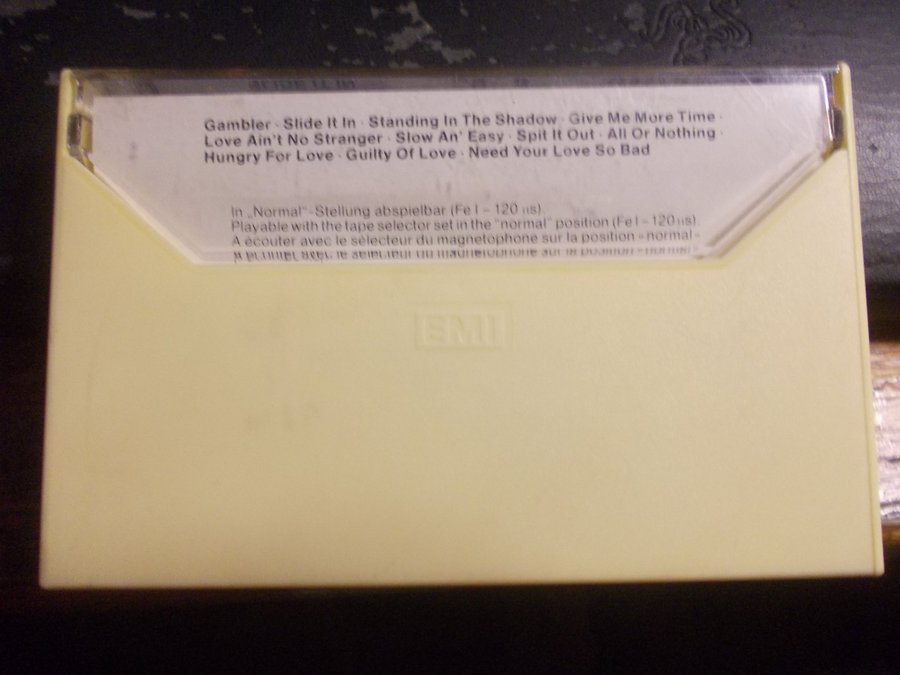 Gambler · Slide It In · Standing In The Shadow · Give Me More Time ·
Love Ain't No Stranger · Slow An' Easy · Spit It Out · All Or Nothing ·
Hungry For Love · Guilty Of Love · Need Your Love So Bad
In „Normal"-Stellung abspielbar (Fe I – 120 µs)
Playable with the tape selector set in the "normal" position (Fe I – 120 µs)
A écouter avec le sélecteur du magnetophone sur la position «normal»
EMI